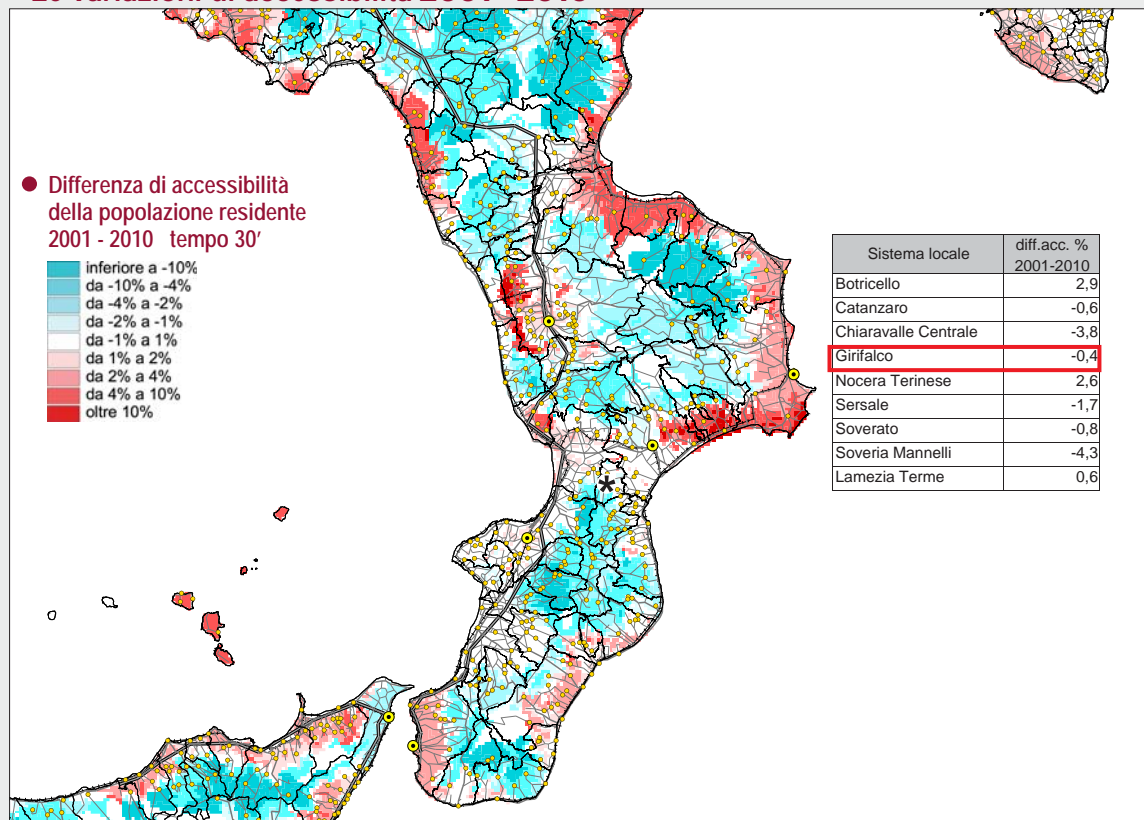 Differenza di accessibilità
della popolazione residente
2001 - 2010 tempo 30'
inferiore a -10%
da -10% a -4%
da -4% a -2%
da -2% a -1%
da -1% a 1%
da 1% a 2%
da 2% a 4%
da 4% a 10%
oltre 10%
Sistema locale diff.acc. % 2001-2010
Botricello 2,9
Catanzaro -0,6
Chiaravalle Centrale -3,8
Girifalco -0,4
Nocera Terinese 2,6
Sersale -1,7
Soverato -0,8
Soveria Mannelli -4,3
Lamezia Terme 0,6
*